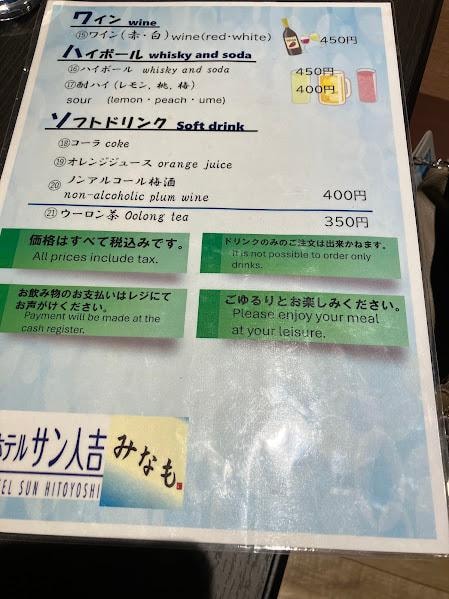 ワイン wine
⑮ワイン(赤・白)wine(red・white) 450円
ハイボール whisky and soda
⑯ハイボール whisky and soda 450円
⑰酎ハイ(レモン、桃、梅) 400円
sour (lemon・peach・ume)
ソフトドリンク Soft drink
⑱コーラ coke
⑲オレンジジュース orange juice
⑳ノンアルコール梅酒
non-alcoholic plum wine 400円
㉑ウーロン茶 Oolong tea 350円
価格はすべて税込みです。
All prices include tax.
ドリンクのみのご注文は出来かねます。
It is not possible to order only
drinks.
お飲み物のお支払いはレジにて
お声がけください。
Payment will be made at the
cash register.
ごゆるりとお楽しみください。
Please enjoy your meal
at your leisure.
ホテルサン人吉
EL SUN HITOYOSHI
みなも